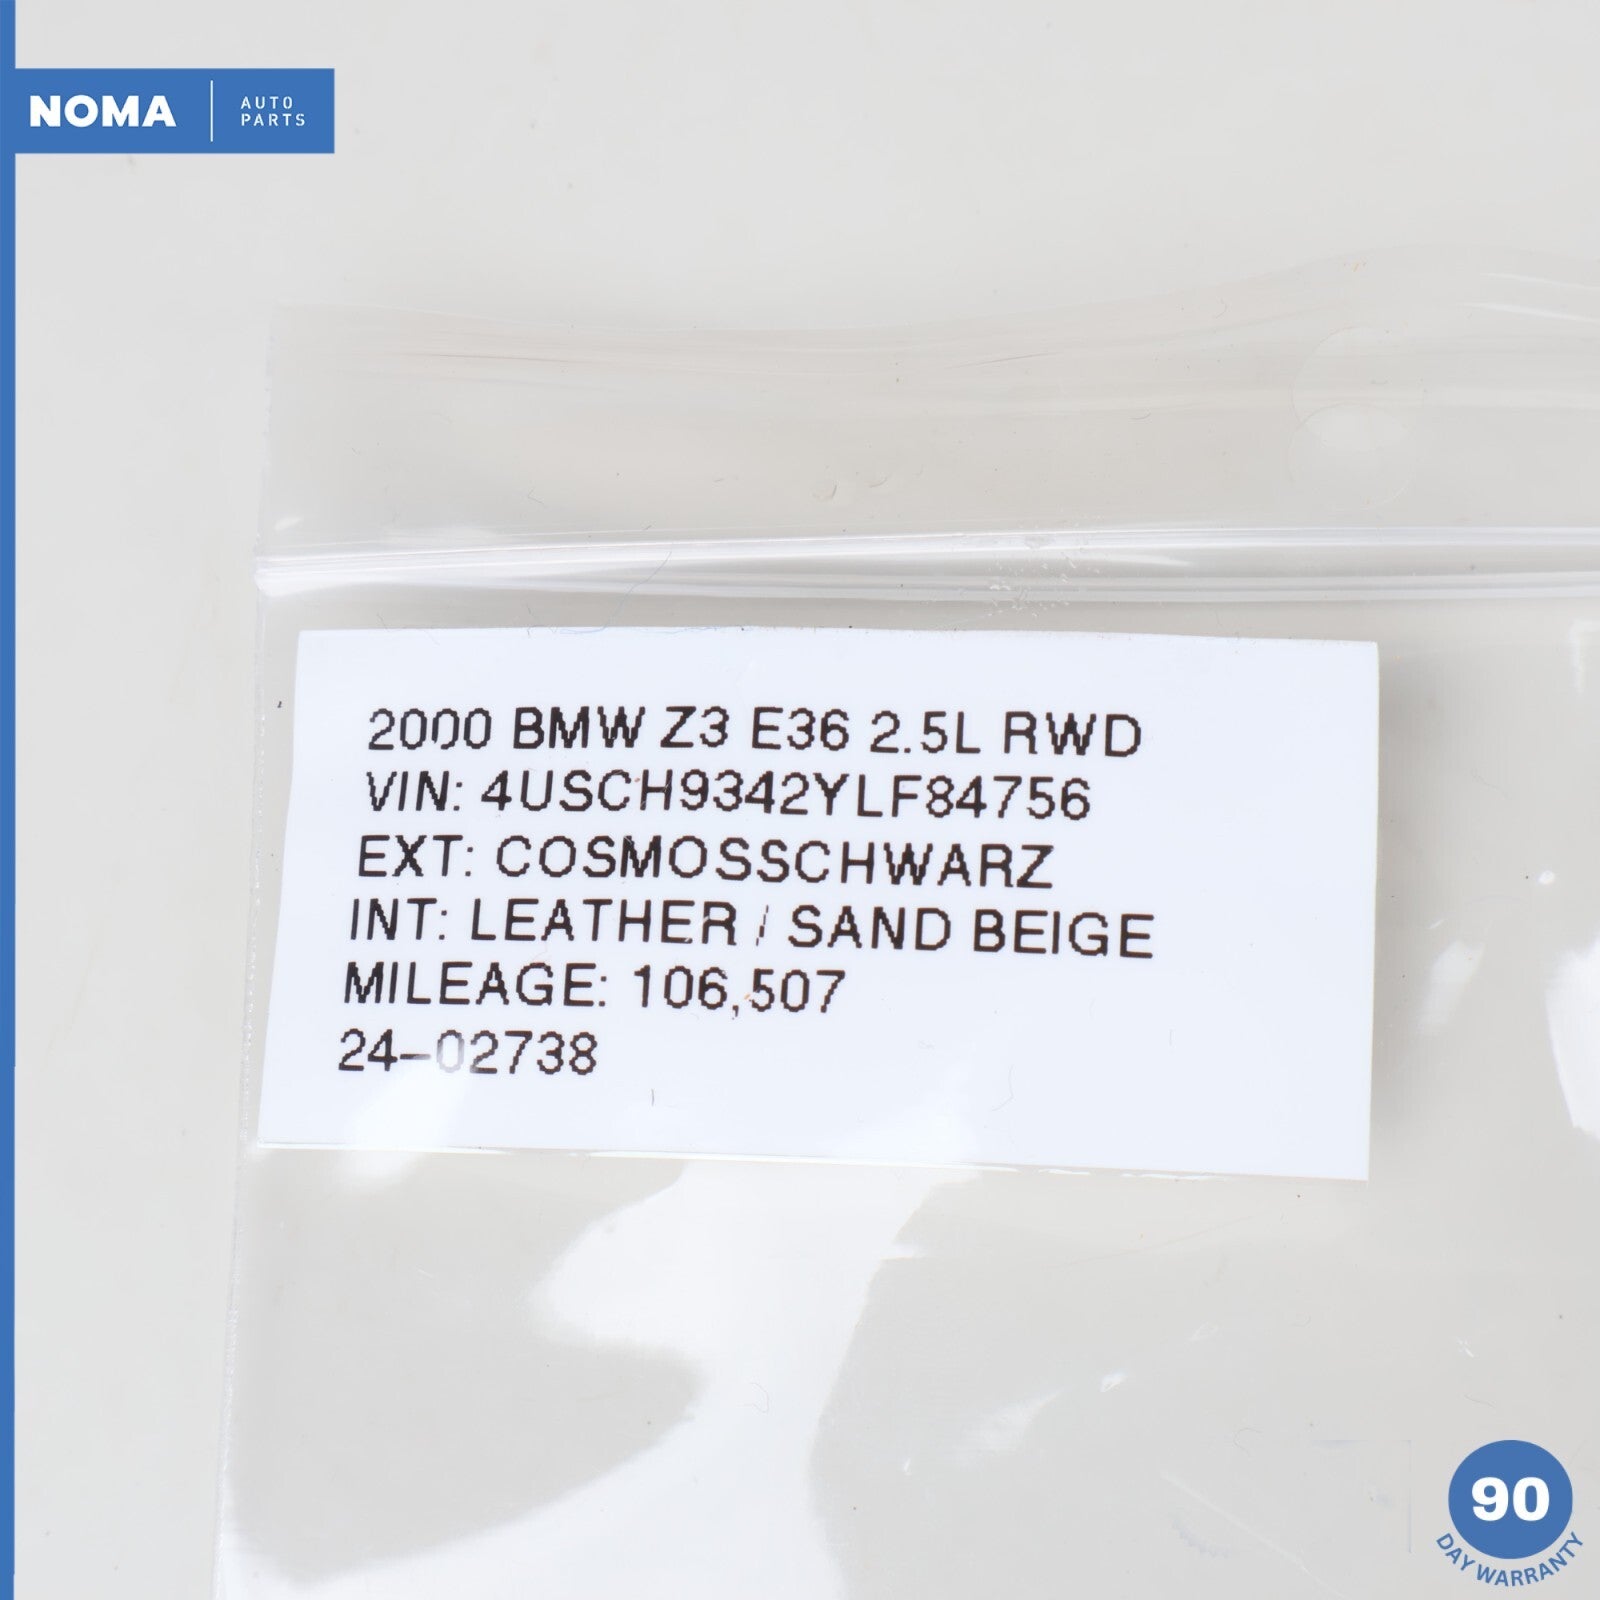 NOMA
AUTO
PARTS
2000 BMW Z3 E36 2.5L RWD
VIN: 4USCH9342YLF84756
EXT: COSMOSSCHWARZ
INT: LEATHER / SAND BEIGE
MILEAGE: 106,507
24-02738
90
DAY WARRANTY